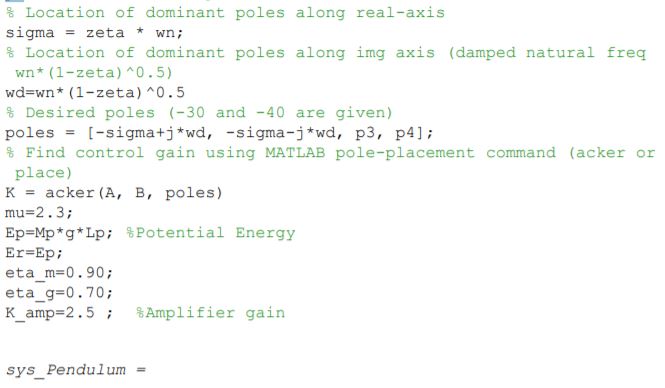 % Location of dominant poles along real-axis
sigma = zeta * wn;
% Location of dominant poles along img axis (damped natural freq
wn*(1-zeta)^0.5)
wd=wn*(1-zeta)^0.5
% Desired poles (-30 and -40 are given)
poles = [-sigma+j*wd, -sigma-j*wd, p3, p4];
% Find control gain using MATLAB pole-placement command (acker or
place)
K = acker(A, B, poles)
mu=2.3;
Ep=Mp*g*Lp; %Potential Energy
Er=Ep;
eta_m=0.90;
eta_g=0.70;
K_amp=2.5 ;  %Amplifier gain
sys_Pendulum =